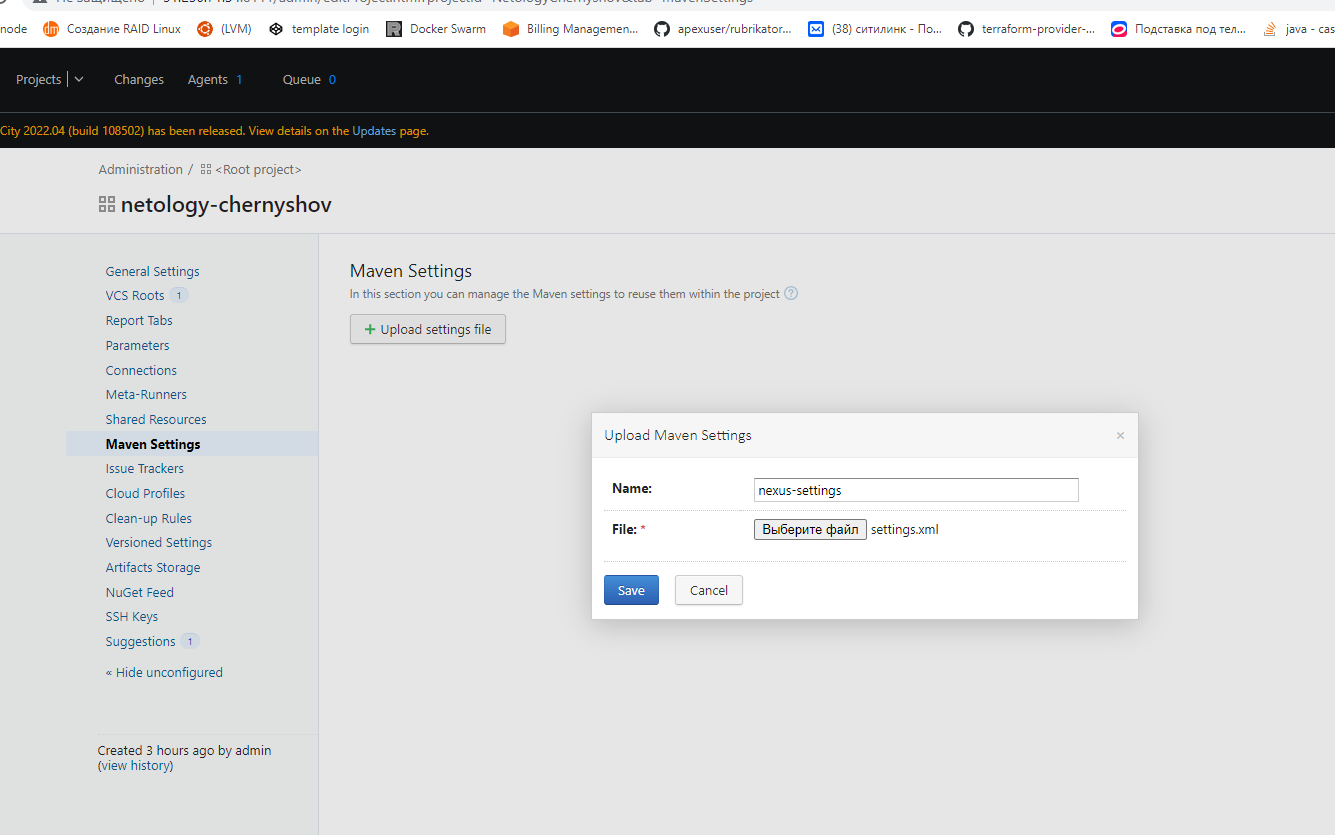 Не защищено
node Создание RAID Linux (LVM) template login Docker Swarm Billing Managemen... apexuser/rubrikator... (38) ситилинк - По... terraform-provider-... Подставка под тел... java - cas
Projects Changes Agents 1 Queue 0
City 2022.04 (build 108502) has been released. View details on the Updates page.
Administration / <Root project>
netology-chernyshov
General Settings
VCS Roots 1
Report Tabs
Parameters
Connections
Meta-Runners
Shared Resources
Maven Settings
Issue Trackers
Cloud Profiles
Clean-up Rules
Versioned Settings
Artifacts Storage
NuGet Feed
SSH Keys
Suggestions 1
« Hide unconfigured
Created 3 hours ago by admin
(view history)
Maven Settings
In this section you can manage the Maven settings to reuse them within the project ?
+ Upload settings file
Upload Maven Settings ×
Name: nexus-settings
File: * Выберите файл settings.xml
Save Cancel